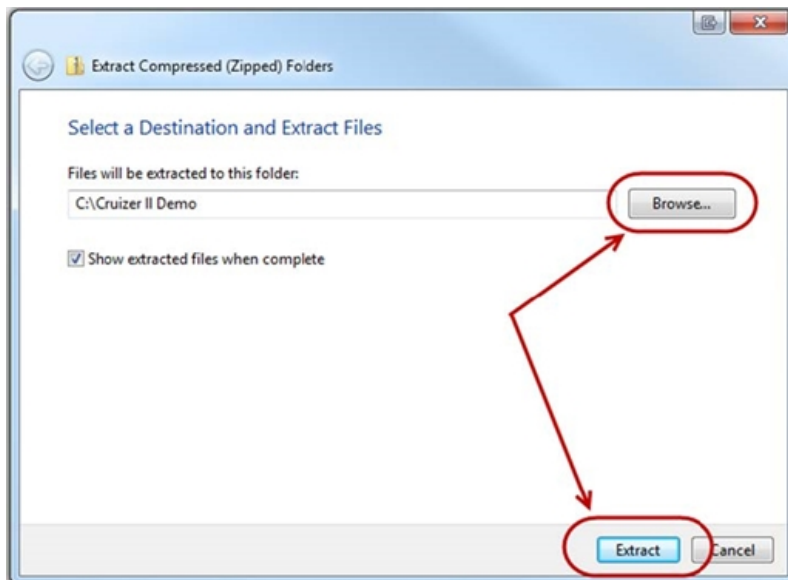 Extract Compressed (Zipped) Folders
Select a Destination and Extract Files
Files will be extracted to this folder:
C:\Cruizer II Demo
Browse...
Show extracted files when complete
Extract
Cancel